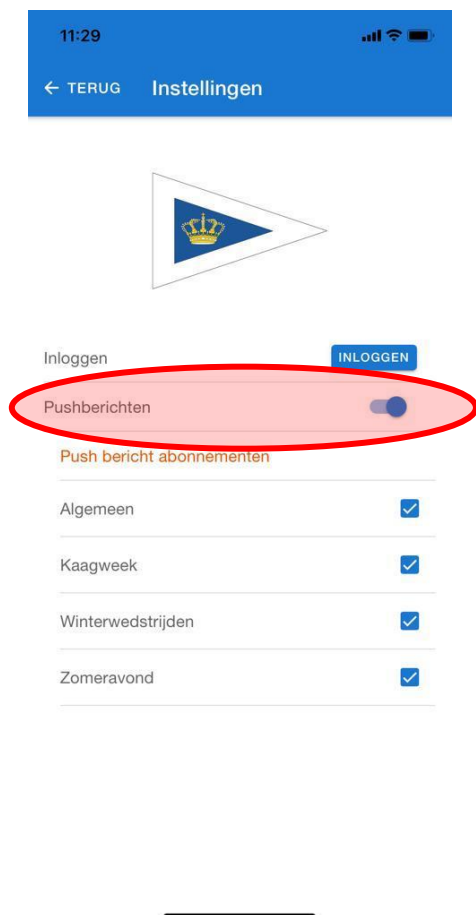 11:29
← TERUG Instellingen
Inloggen INLOGGEN
Pushberichten
Push bericht abonnementen
Algemeen
Kaagweek
Winterwedstrijden
Zomeravond